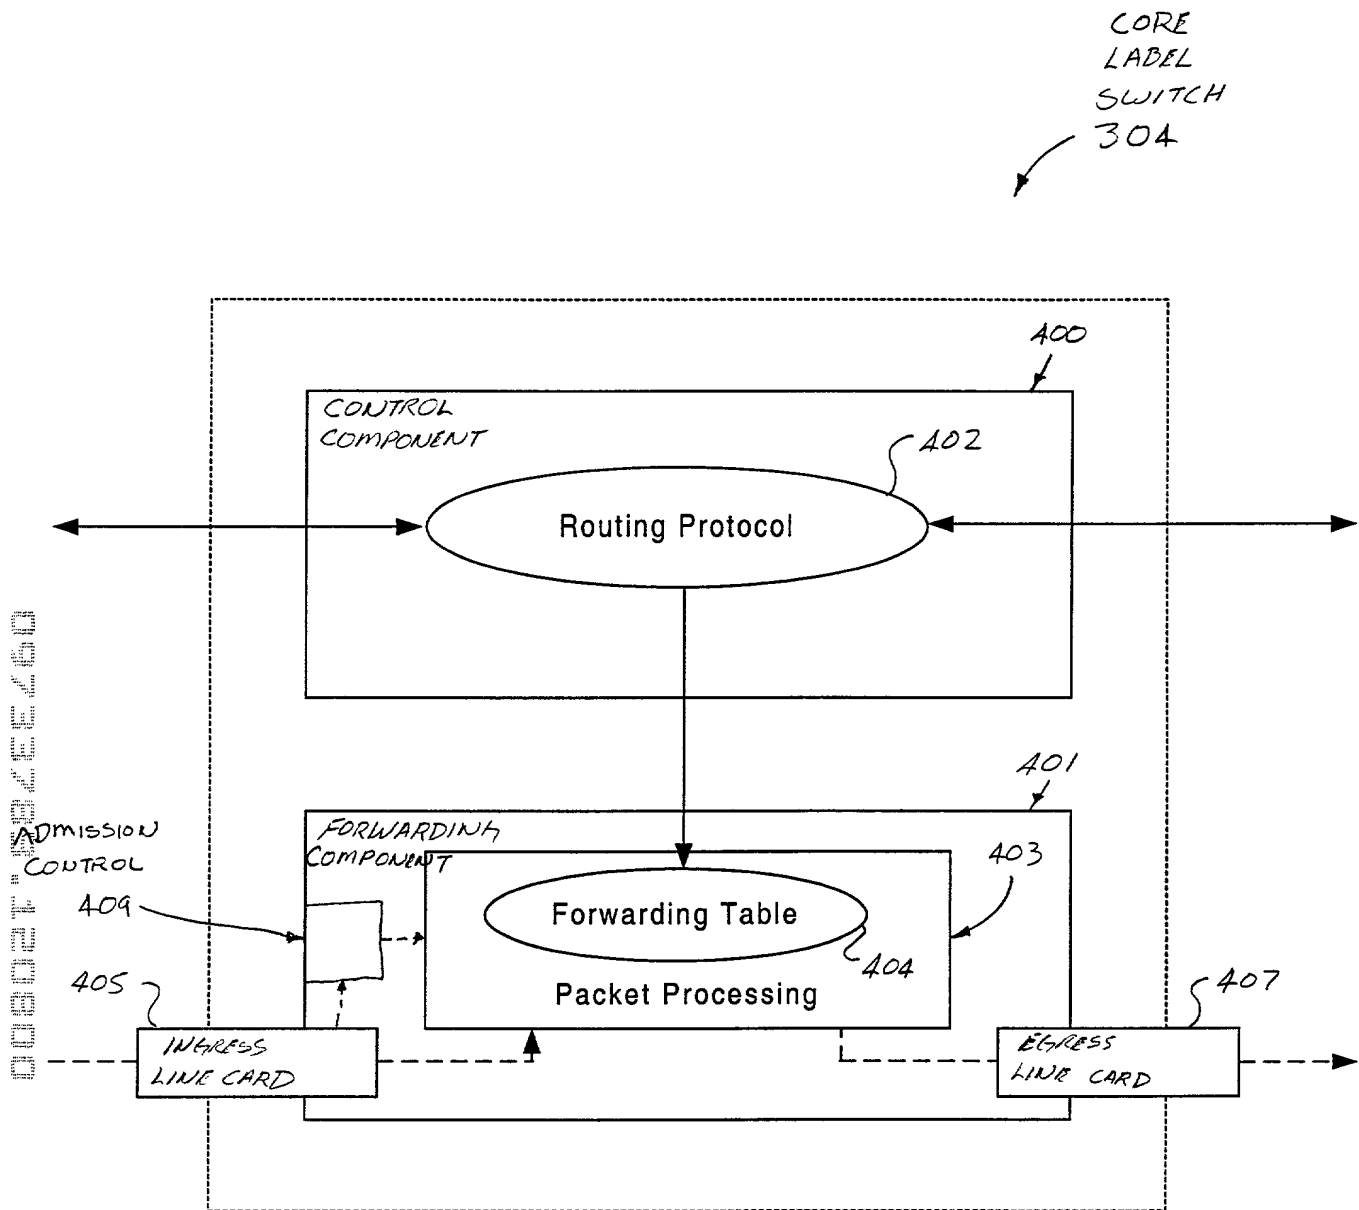 CORE
LABEL
SWITCH
304
400
CONTROL
COMPONENT
402
Routing Protocol
401
ADMISSION
CONTROL
FORWARDING
COMPONENT
403
409
Forwarding Table
404
Packet Processing
405
407
INGRESS
LINE CARD
EGRESS
LINE CARD